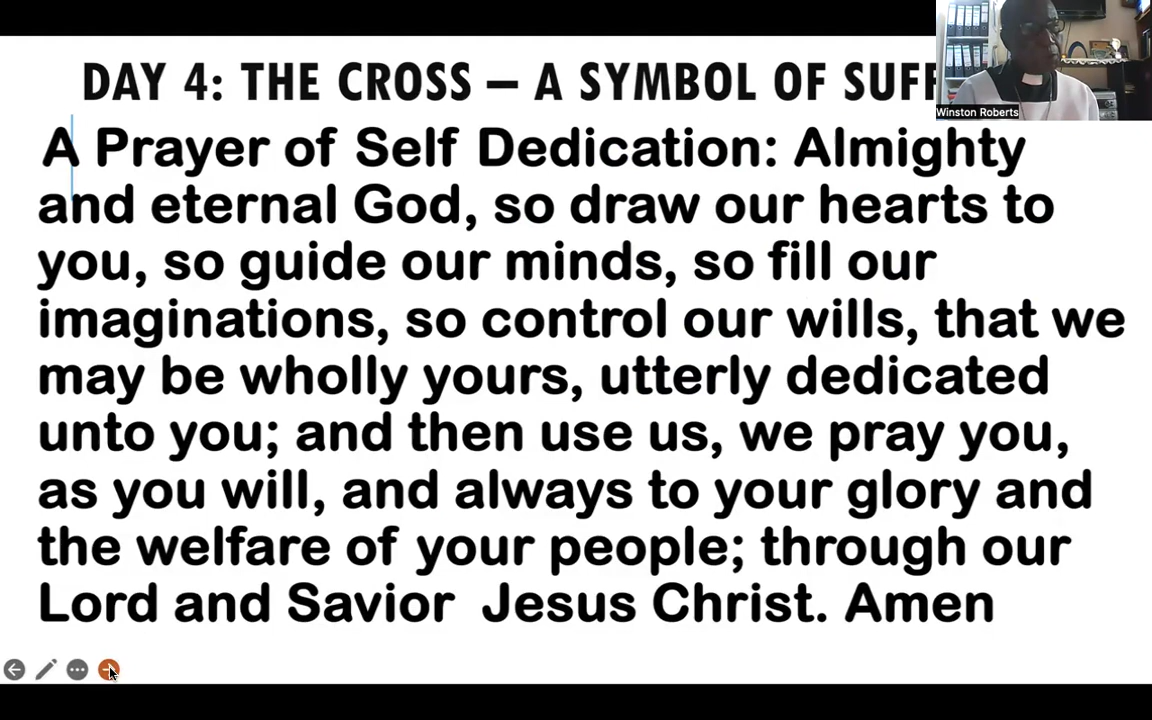 DAY 4: THE CROSS – A SYMBOL OF
Winston Roberts
A Prayer of Self Dedication: Almighty
and eternal God, so draw our hearts to
you, so guide our minds, so fill our
imaginations, so control our wills, that we
may be wholly yours, utterly dedicated
unto you; and then use us, we pray you,
as you will, and always to your glory and
the welfare of your people; through our
Lord and Savior Jesus Christ. Amen